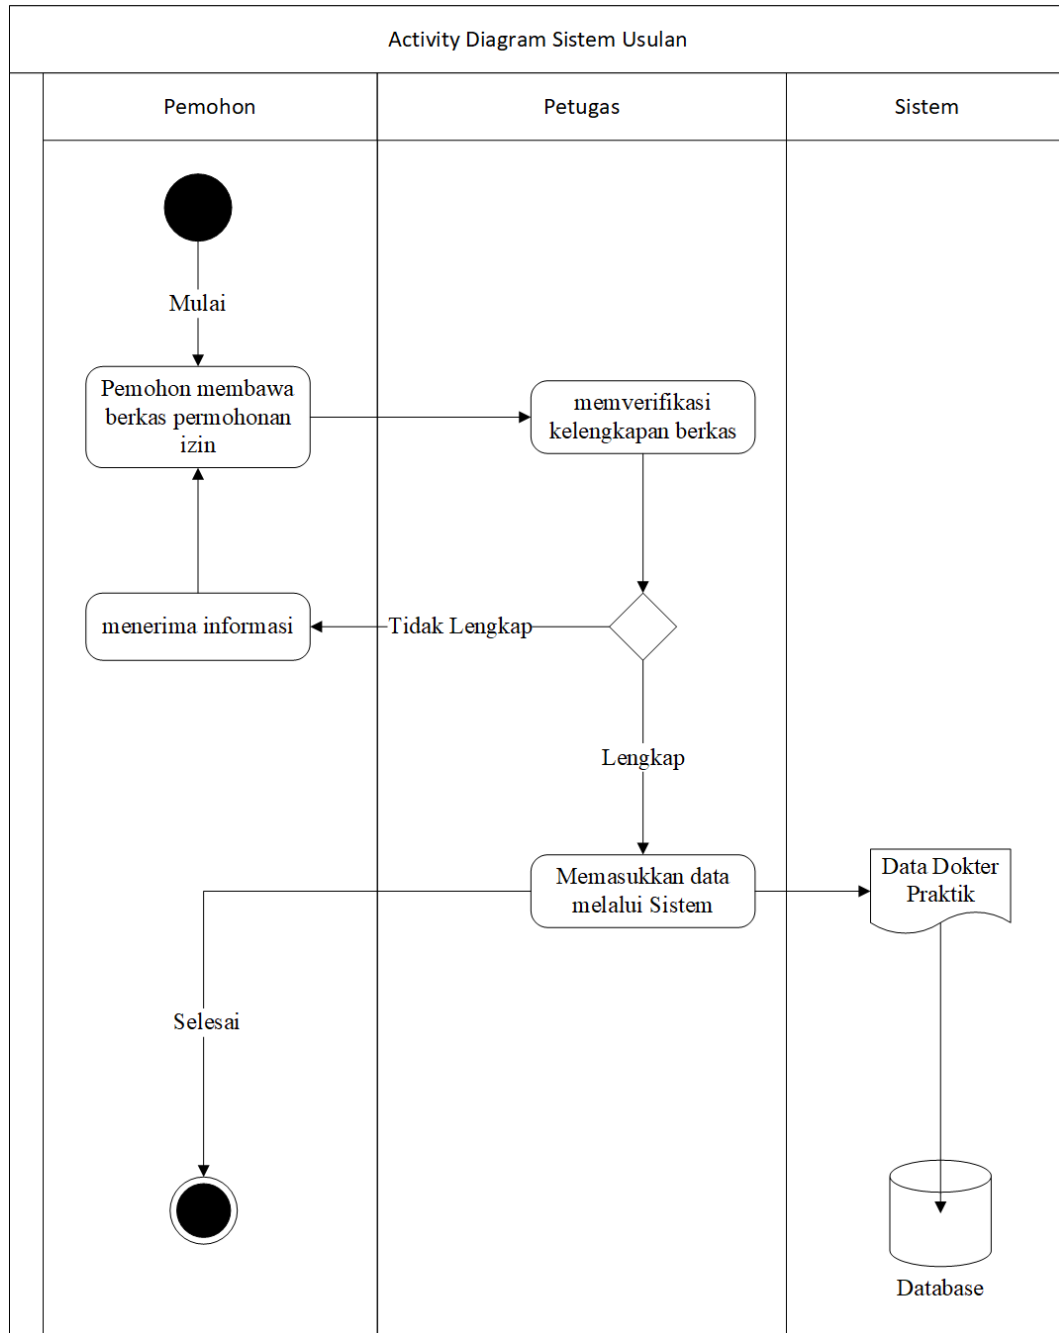 Activity Diagram Sistem Usulan
Pemohon
Petugas
Sistem
Mulai
Pemohon membawa
berkas permohonan
izin
memverifikasi
kelengkapan berkas
menerima informasi
Tidak Lengkap
Lengkap
Memasukkan data
melalui Sistem
Data Dokter
Praktik
Selesai
Database